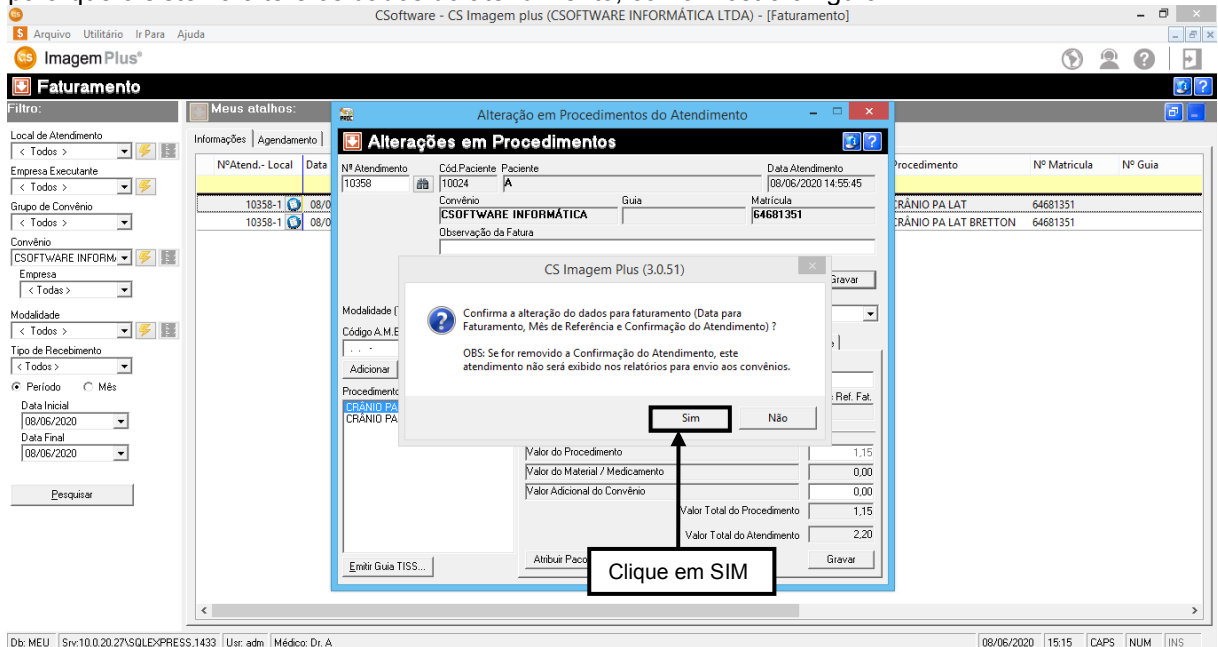 CSoftware - CS Imagem plus (CSOFTWARE INFORMÁTICA LTDA) - [Faturamento]
Arquivo Utilitário Ir Para Ajuda
ImagemPlus®
Faturamento
Filtro:
Meus atalhos:
Local de Atendimento
< Todos >
Empresa Executante
< Todos >
Grupo de Convênio
< Todos >
Convênio
CSOFTWARE INFORM
Empresa
< Todas >
Modalidade
< Todos >
Tipo de Recebimento
< Todos >
Período Mês
Data Inicial
08/06/2020
Data Final
08/06/2020
Pesquisar
Informações Agendamento
NºAtend.- Local Data Procedimento Nº Matricula Nº Guia
10358-1 08/0 CRÂNIO PA LAT 64681351
10358-1 08/0 CRÂNIO PA LAT BRETTON 64681351
Alteração em Procedimentos do Atendimento
Alterações em Procedimentos
Nº Atendimento Cód.Paciente Paciente Data Atendimento
10358 10024 A 08/06/2020 14:55:45
Convênio Guia Matrícula
CSOFTWARE INFORMÁTICA 64681351
Observação da Fatura
Gravar
Modalidade (
Código A.M.E
Adicionar
Procedimento
CRÂNIO PA
CRÂNIO PA
Ref. Fat.
CS Imagem Plus (3.0.51)
Confirma a alteração do dados para faturamento (Data para
Faturamento, Mês de Referência e Confirmação do Atendimento) ?
OBS: Se for removido a Confirmação do Atendimento, este
atendimento não será exibido nos relatórios para envio aos convênios.
Sim Não
Valor do Procedimento 1,15
Valor do Material / Medicamento 0,00
Valor Adicional do Convênio 0,00
Valor Total do Procedimento 1,15
Valor Total do Atendimento 2,20
Emitir Guia TISS... Atribuir Paco Gravar
Clique em SIM
Db: MEU Srv:10.0.20.27\SQLEXPRESS,1433 Usr: adm Médico: Dr. A 08/06/2020 15:15 CAPS NUM INS